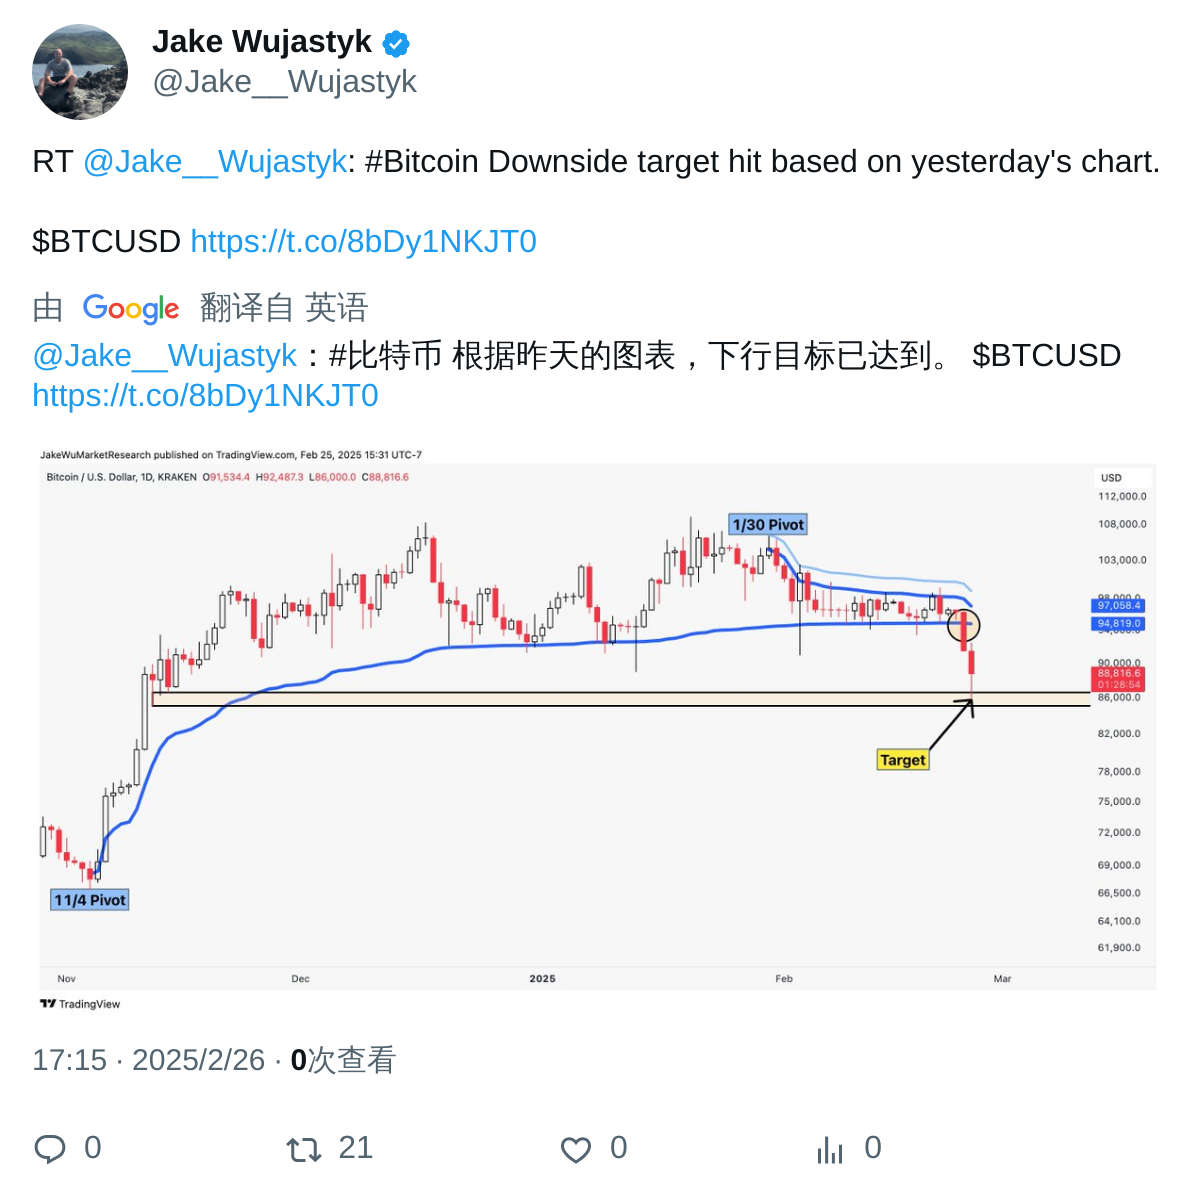 Jake Wujastyk
@Jake__Wujastyk
RT @Jake__Wujastyk: #Bitcoin Downside target hit based on yesterday's chart.
$BTCUSD https://t.co/8bDy1NKJT0
由 Google 翻译自 英语
@Jake__Wujastyk：#比特币 根据昨天的图表，下行目标已达到。 $BTCUSD
https://t.co/8bDy1NKJT0
JakeWuMarketResearch published on TradingView.com, Feb 25, 2025 15:31 UTC-7
Bitcoin / U.S. Dollar, 1D, KRAKEN O91,534.4 H92,487.3 L86,000.0 C88,816.6
USD
112,000.0
108,000.0
1/30 Pivot
103,000.0
98,000.0
97,058.4
94,819.0
94,000.0
90,000.0
88,816.6
01:28:54
86,000.0
82,000.0
Target
78,000.0
75,000.0
72,000.0
69,000.0
66,500.0
11/4 Pivot
64,100.0
61,900.0
Nov Dec 2025 Feb Mar
TradingView
17:15 · 2025/2/26 · 0次查看
0 21 0 0